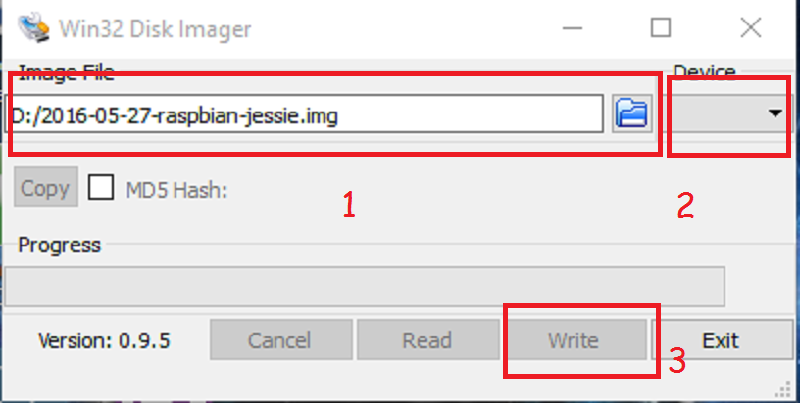 Win32 Disk Imager
Image File
Device
D:/2016-05-27-raspbian-jessie.img
Copy
MD5 Hash:
1
2
Progress
Version: 0.9.5
Cancel
Read
Write
3
Exit